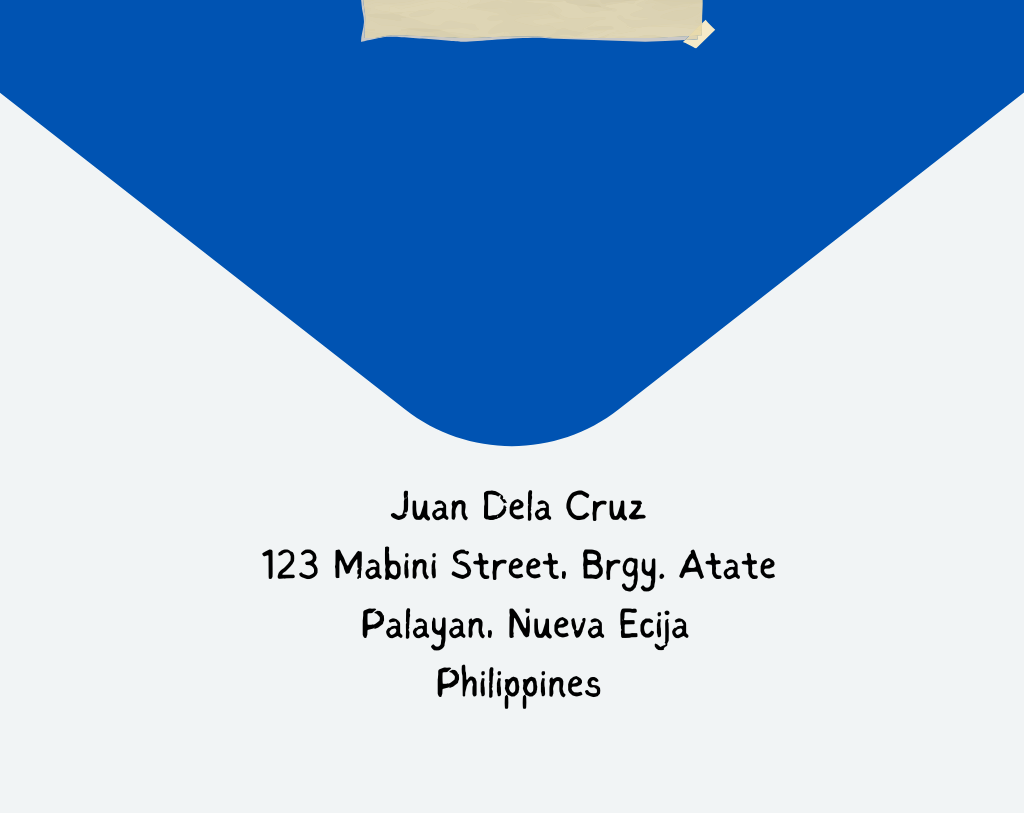 Juan Dela Cruz
123 Mabini Street, Brgy. Atate
Palayan, Nueva Ecija
Philippines